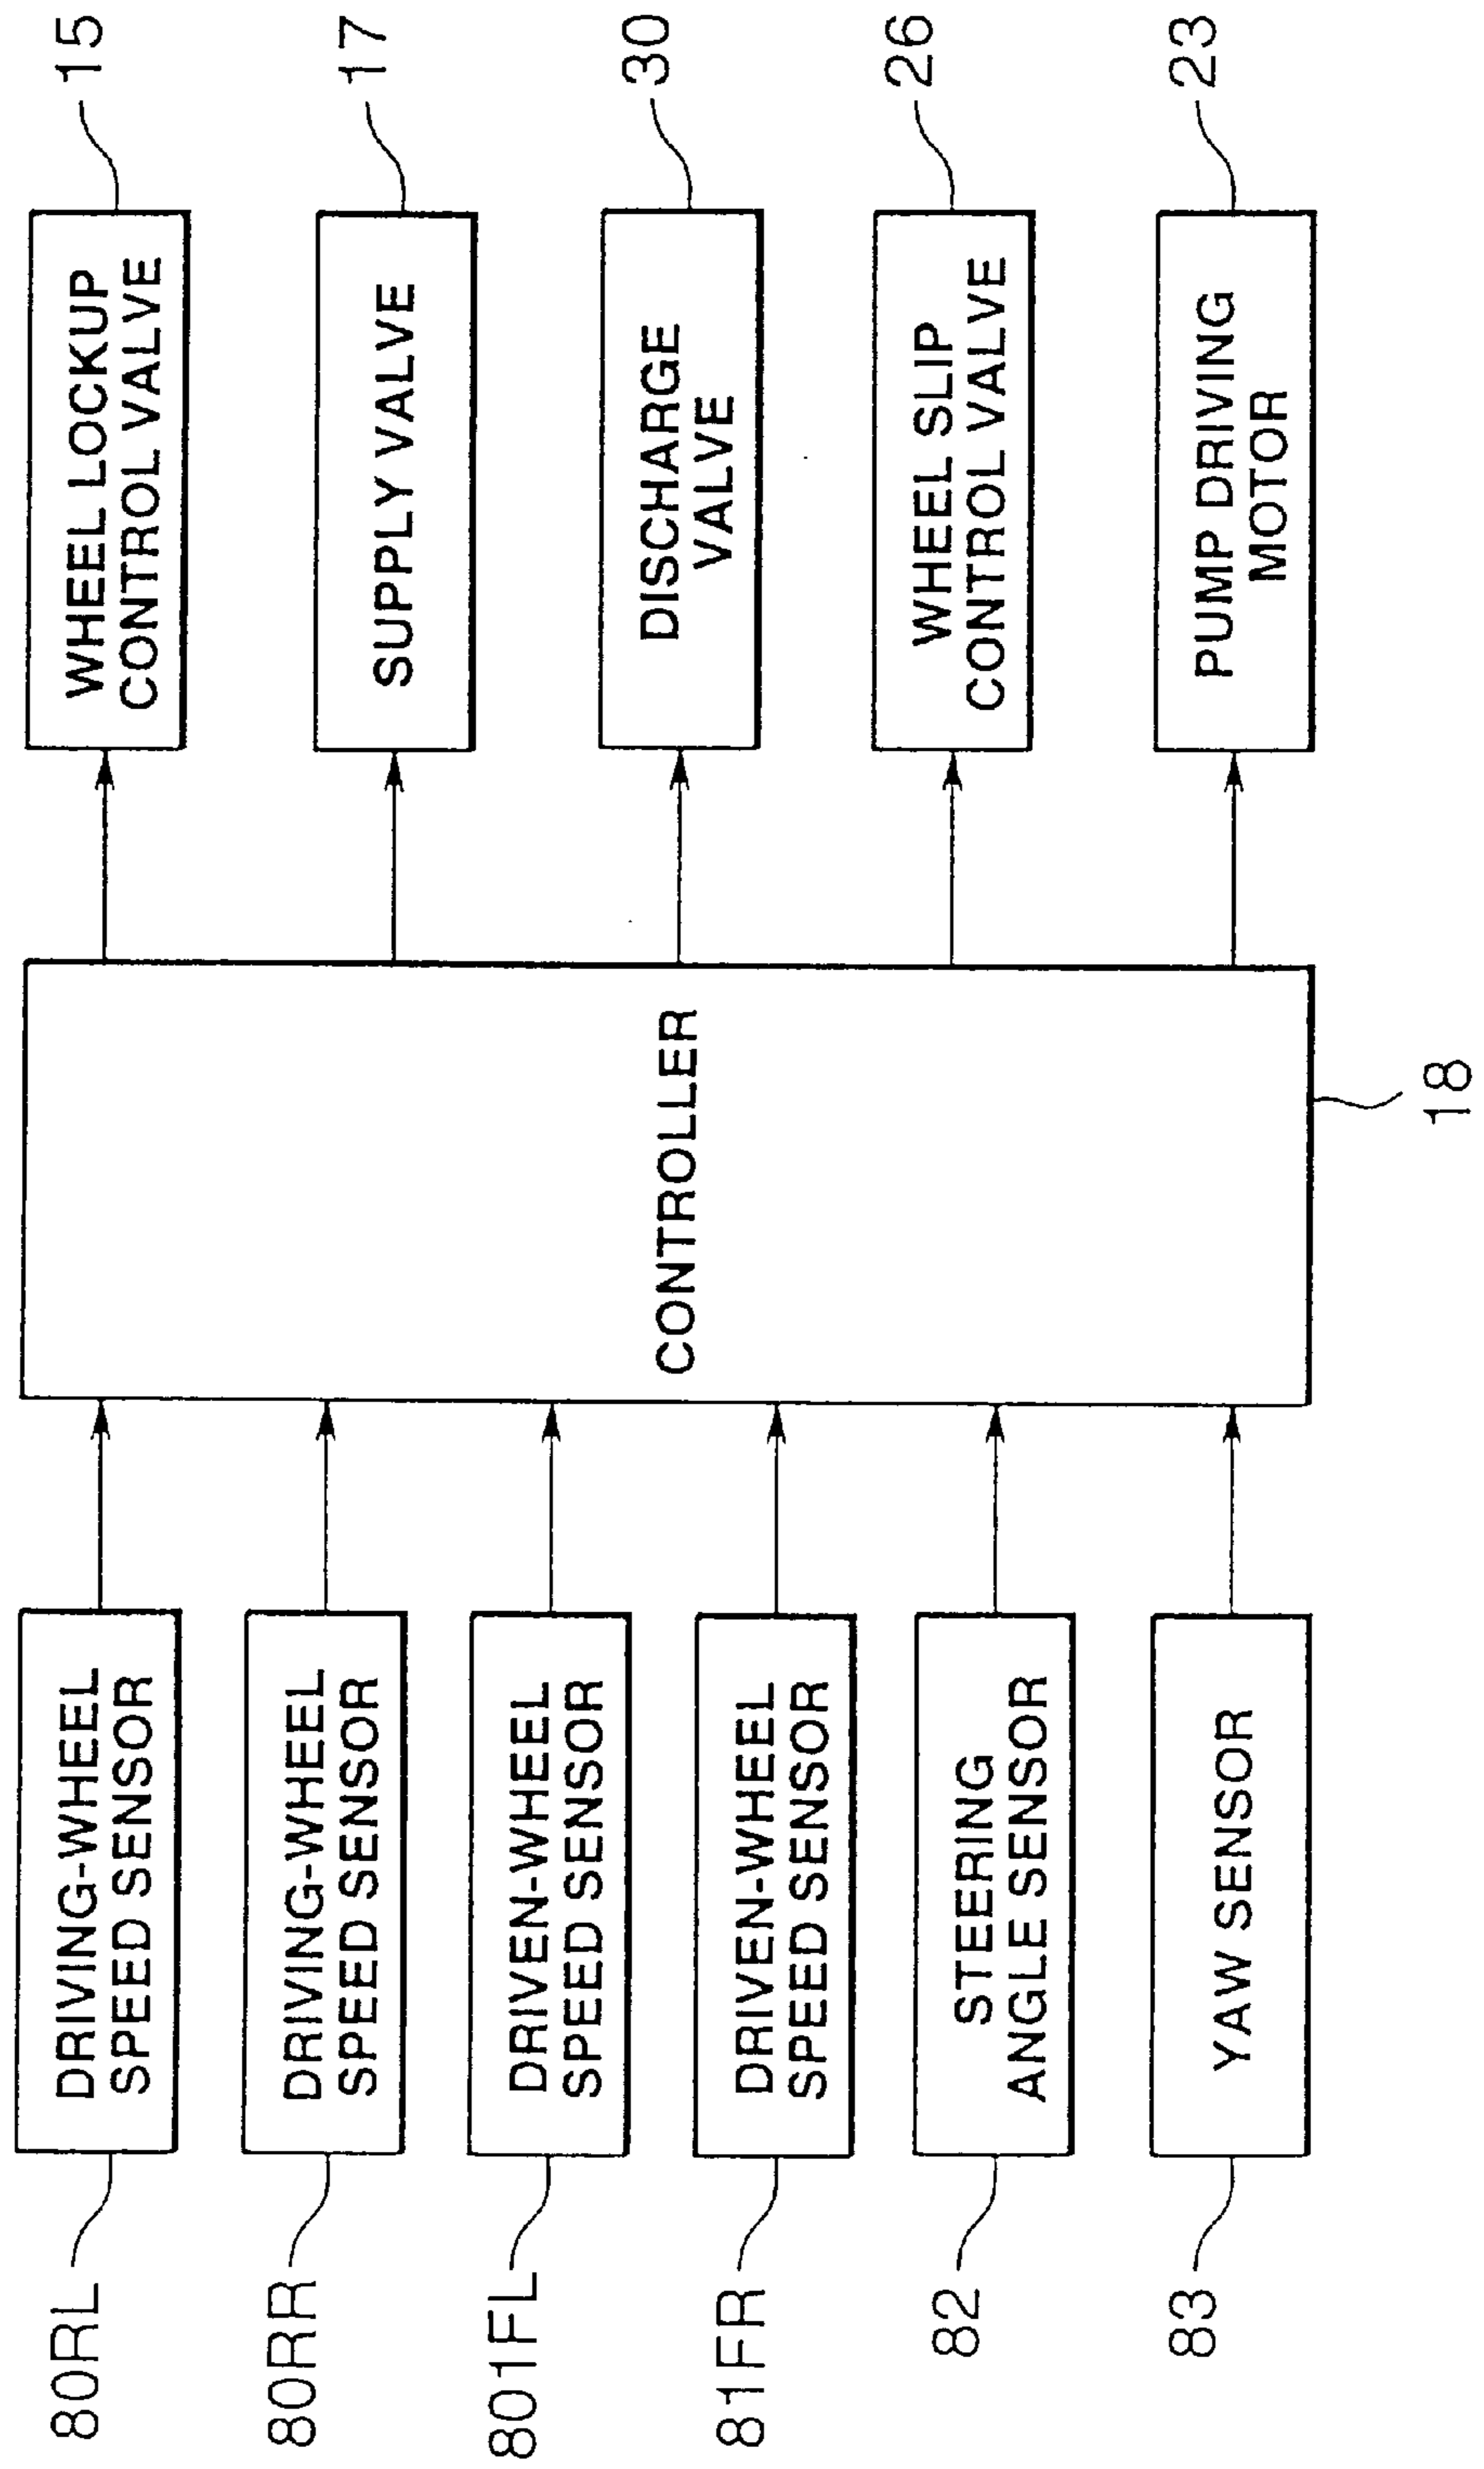 80RL
DRIVING-WHEEL
SPEED SENSOR
80RR
DRIVING-WHEEL
SPEED SENSOR
801FL
DRIVEN-WHEEL
SPEED SENSOR
81FR
DRIVEN-WHEEL
SPEED SENSOR
82
STEERING
ANGLE SENSOR
83
YAW SENSOR
CONTROLLER
18
WHEEL LOCKUP
CONTROL VALVE
15
SUPPLY VALVE
17
DISCHARGE
VALVE
30
WHEEL SLIP
CONTROL VALVE
26
PUMP DRIVING
MOTOR
23